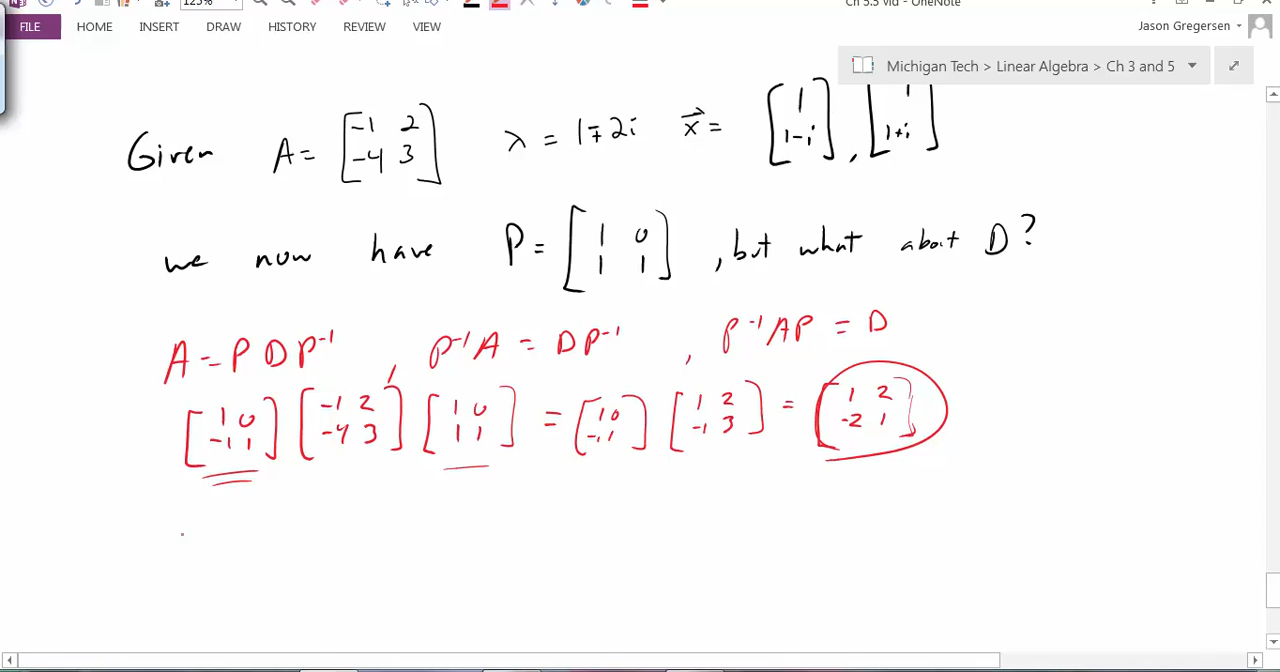 125%
Ch 5.5 vid - OneNote
FILE HOME INSERT DRAW HISTORY REVIEW VIEW
Jason Gregersen
Michigan Tech > Linear Algebra > Ch 3 and 5
Given A = [-1 2; -4 3] λ = 1∓2i x⃗ = [1; 1-i], [1; 1+i]
we now have P = [1 0; 1 1], but what about D?
A = P D P⁻¹, P⁻¹A = DP⁻¹, P⁻¹AP = D
[1 0; -1 1] [-1 2; -4 3] [1 0; 1 1] = [1 0; -1 1] [1 2; -1 3] = [1 2; -2 1]